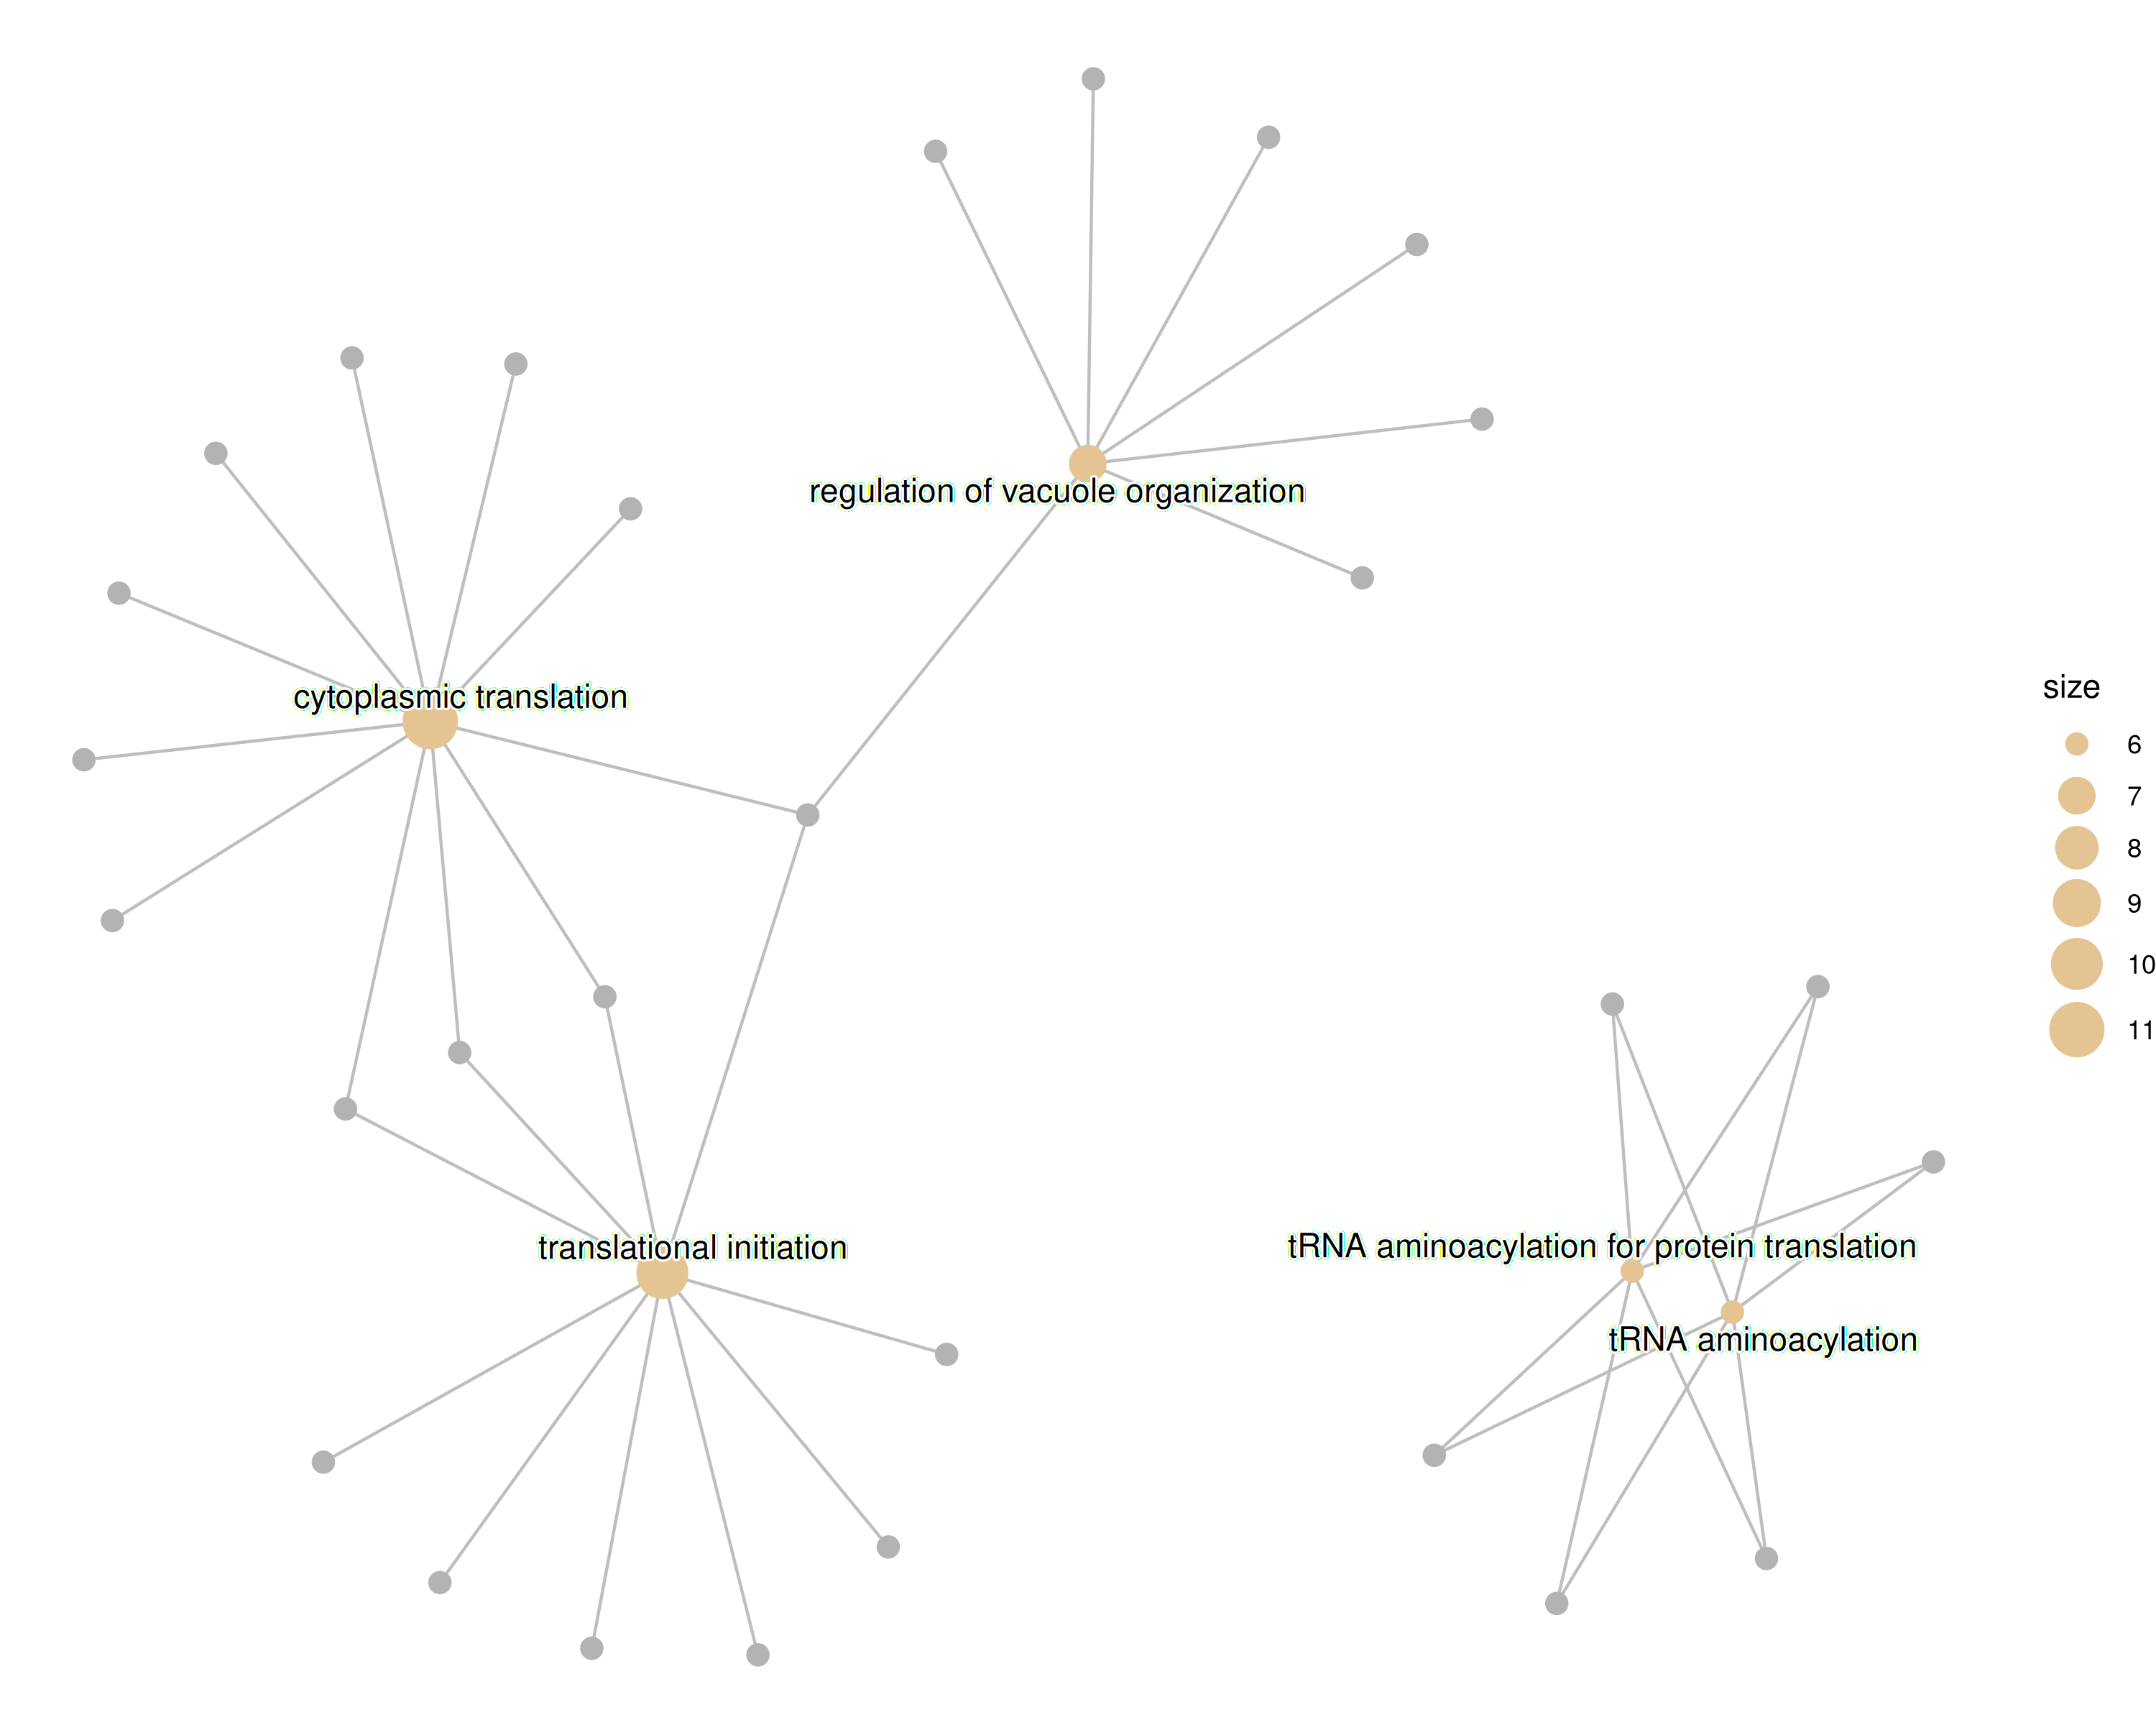 regulation of vacuole organization
cytoplasmic translation
translational initiation
tRNA aminoacylation for protein translation
tRNA aminoacylation
size
6
7
8
9
10
11